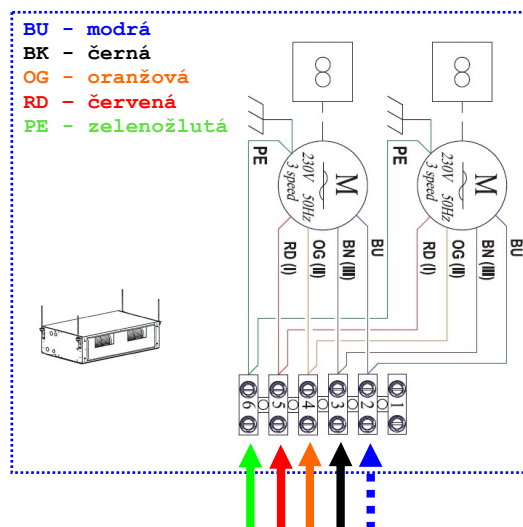 BU - modrá
BK - černá
OG - oranžová
RD - červená
PE - zelenožlutá
PE
M
230V 50Hz
3 speed
RD (I)
OG (II)
BN (III)
BU
PE
M
230V 50Hz
3 speed
RD (I)
OG (II)
BN (III)
BU
6 5 4 3 2 1